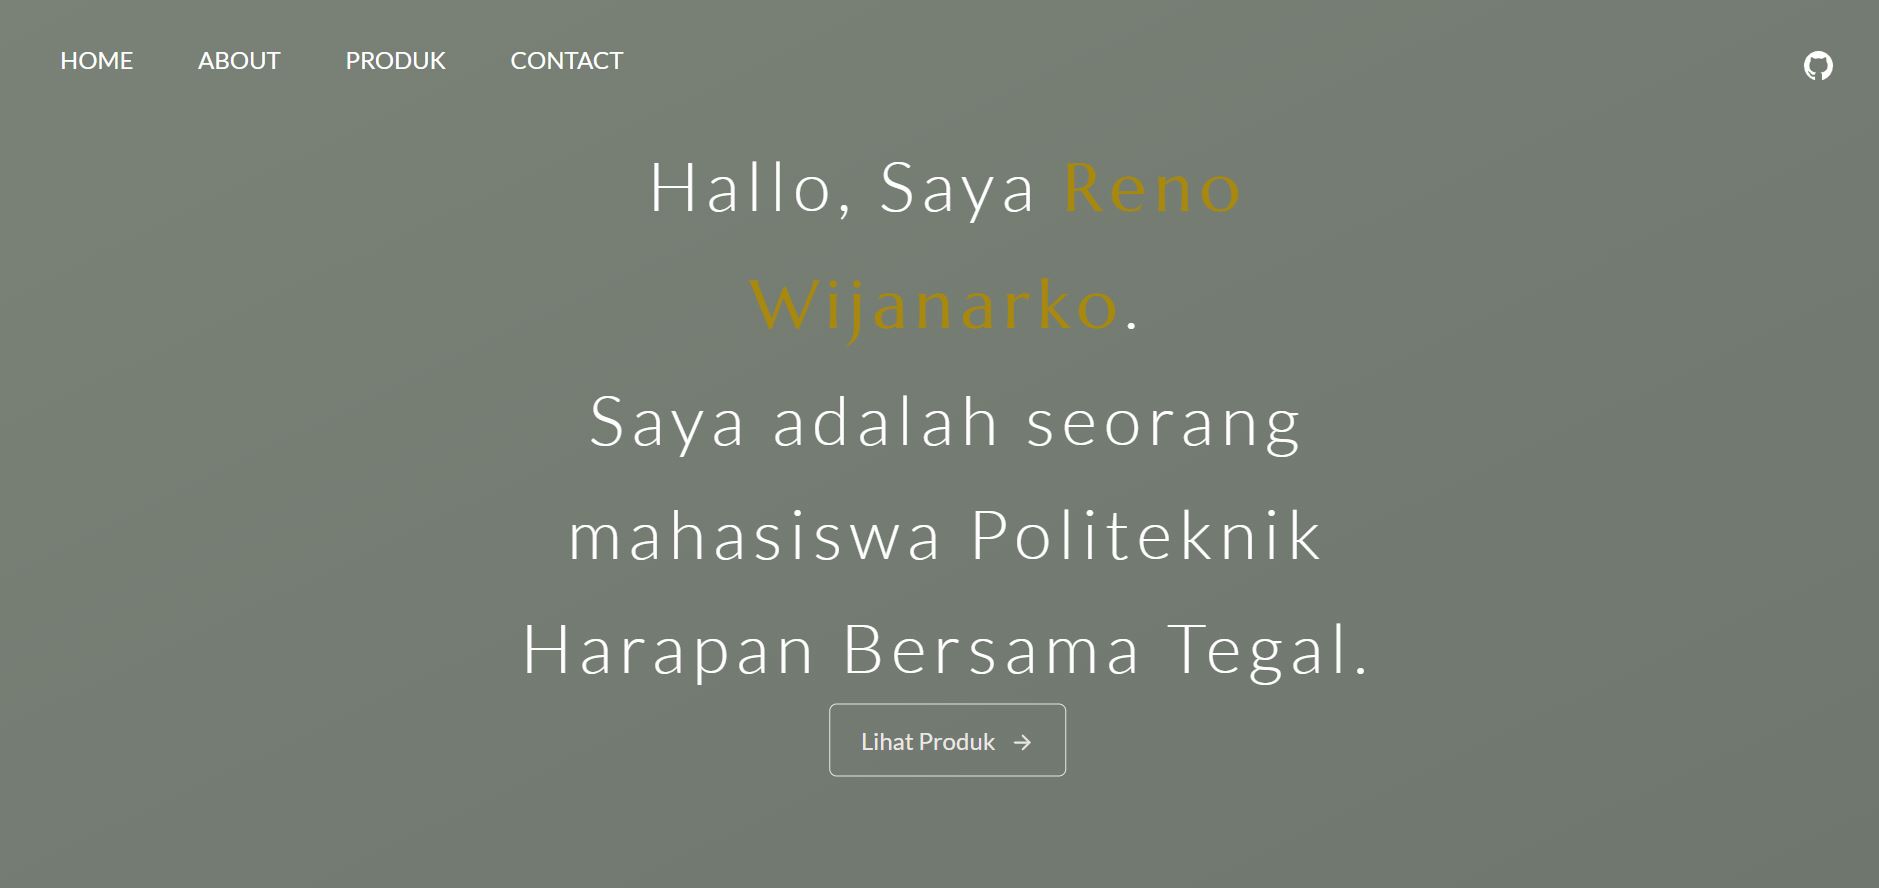 HOME ABOUT PRODUK CONTACT
Hallo, Saya Reno
Wijanarko.
Saya adalah seorang
mahasiswa Politeknik
Harapan Bersama Tegal.
Lihat Produk →